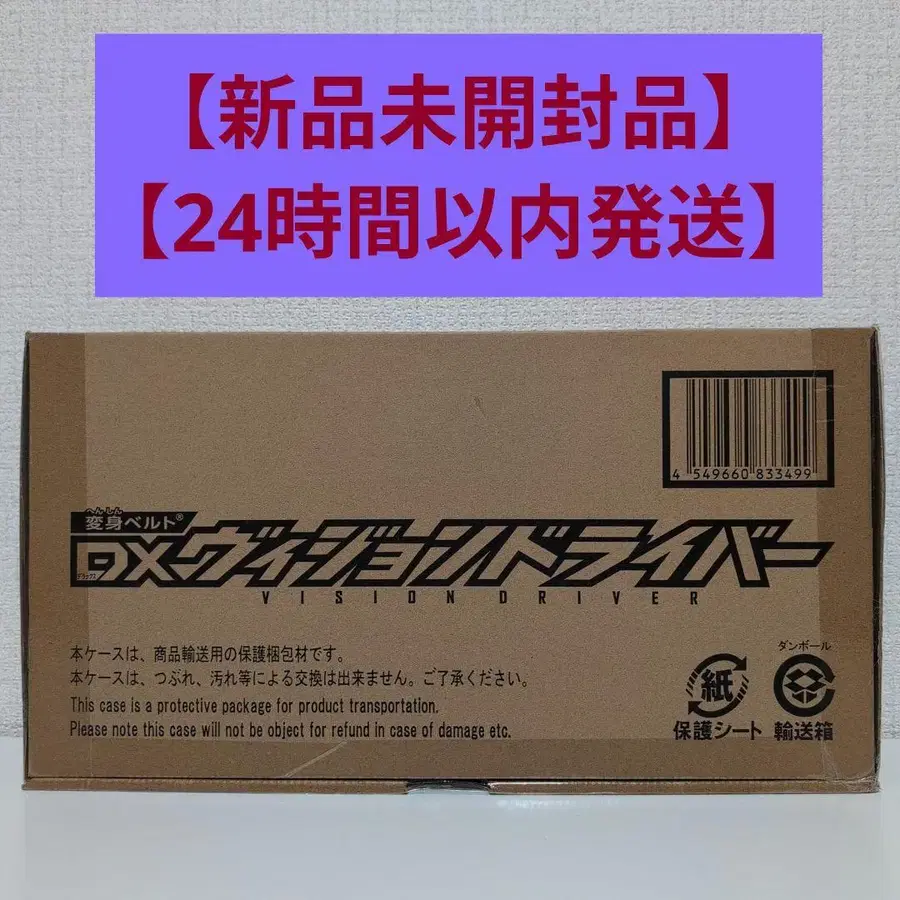 【新品未開封品】
【24時間以内発送】
4 549660 833499
へんしん
変身ベルト®
デラックス
DXヴィジョンドライバー
VISION DRIVER
本ケースは、商品輸送用の保護梱包材です。
本ケースは、つぶれ、汚れ等による交換は出来ません。ご了承ください。
This case is a protective package for product transportation.
Please note this case will not be object for refund in case of damage etc.
紙
保護シート
ダンボール
輸送箱